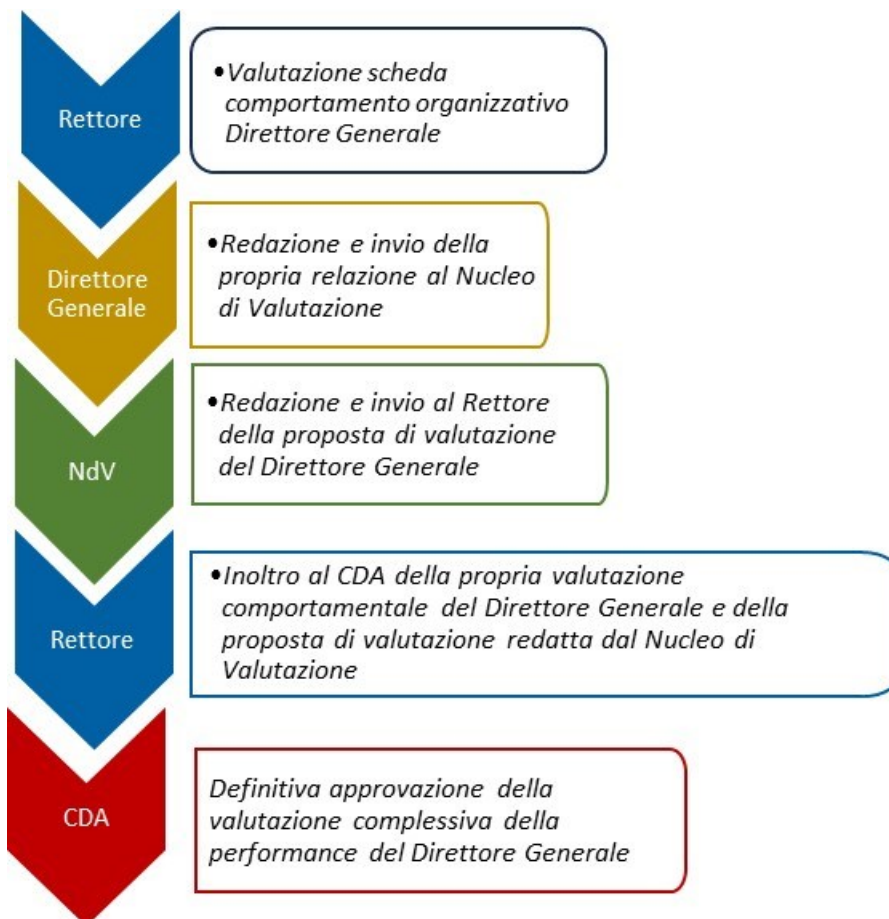 Rettore
•Valutazione scheda
comportamento organizzativo
Direttore Generale
Direttore
Generale
•Redazione e invio della
propria relazione al Nucleo
di Valutazione
NdV
•Redazione e invio al Rettore
della proposta di valutazione
del Direttore Generale
Rettore
•Inoltro al CDA della propria valutazione
comportamentale del Direttore Generale e della
proposta di valutazione redatta dal Nucleo di
Valutazione
CDA
Definitiva approvazione della
valutazione complessiva della
performance del Direttore Generale